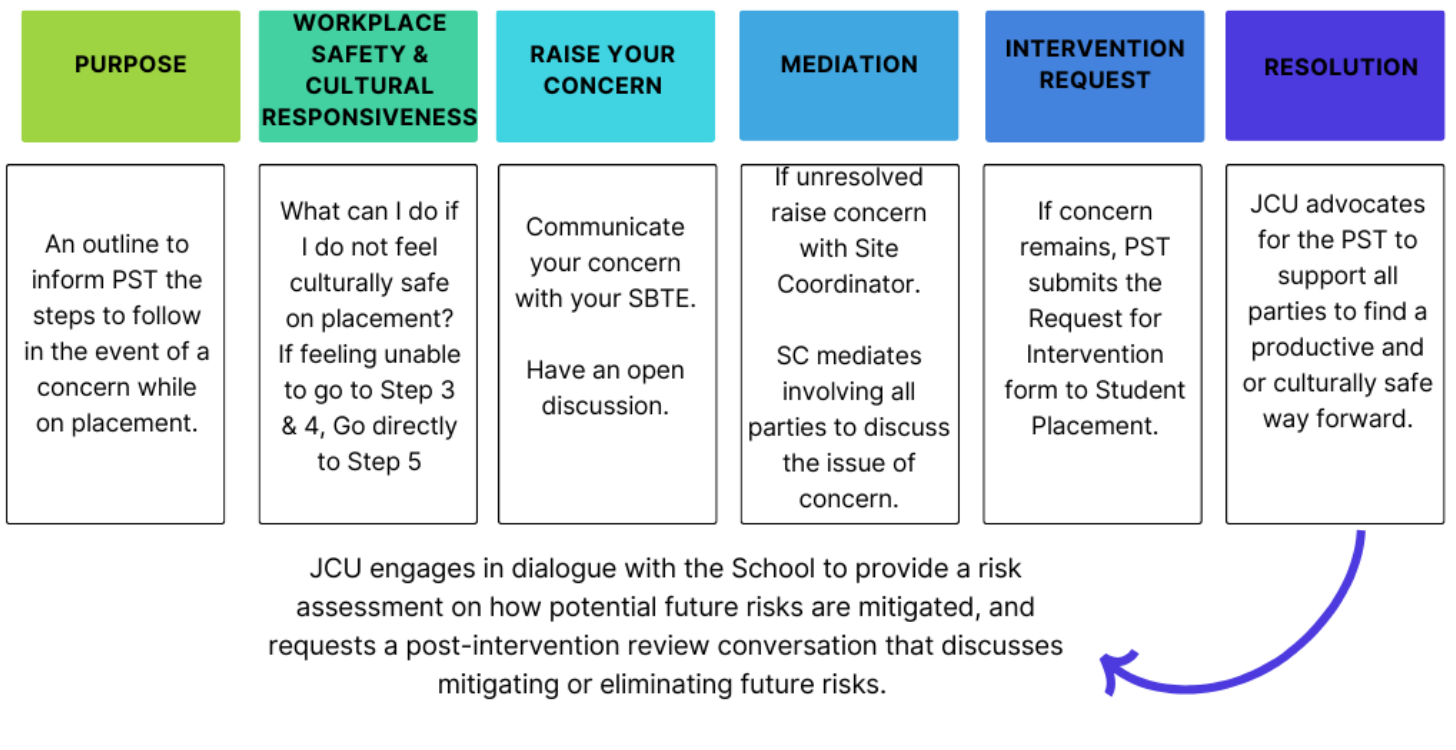 PURPOSE
An outline to
inform PST the
steps to follow
in the event of a
concern while
on placement.
WORKPLACE
SAFETY &
CULTURAL
RESPONSIVENESS
What can I do if
I do not feel
culturally safe
on placement?
If feeling unable
to go to Step 3
& 4, Go directly
to Step 5
RAISE YOUR
CONCERN
Communicate
your concern
with your SBTE.
Have an open
discussion.
MEDIATION
If unresolved
raise concern
with Site
Coordinator.
SC mediates
involving all
parties to discuss
the issue of
concern.
INTERVENTION
REQUEST
If concern
remains, PST
submits the
Request for
Intervention
form to Student
Placement.
RESOLUTION
JCU advocates
for the PST to
support all
parties to find a
productive and
or culturally safe
way forward.
JCU engages in dialogue with the School to provide a risk
assessment on how potential future risks are mitigated, and
requests a post-intervention review conversation that discusses
mitigating or eliminating future risks.